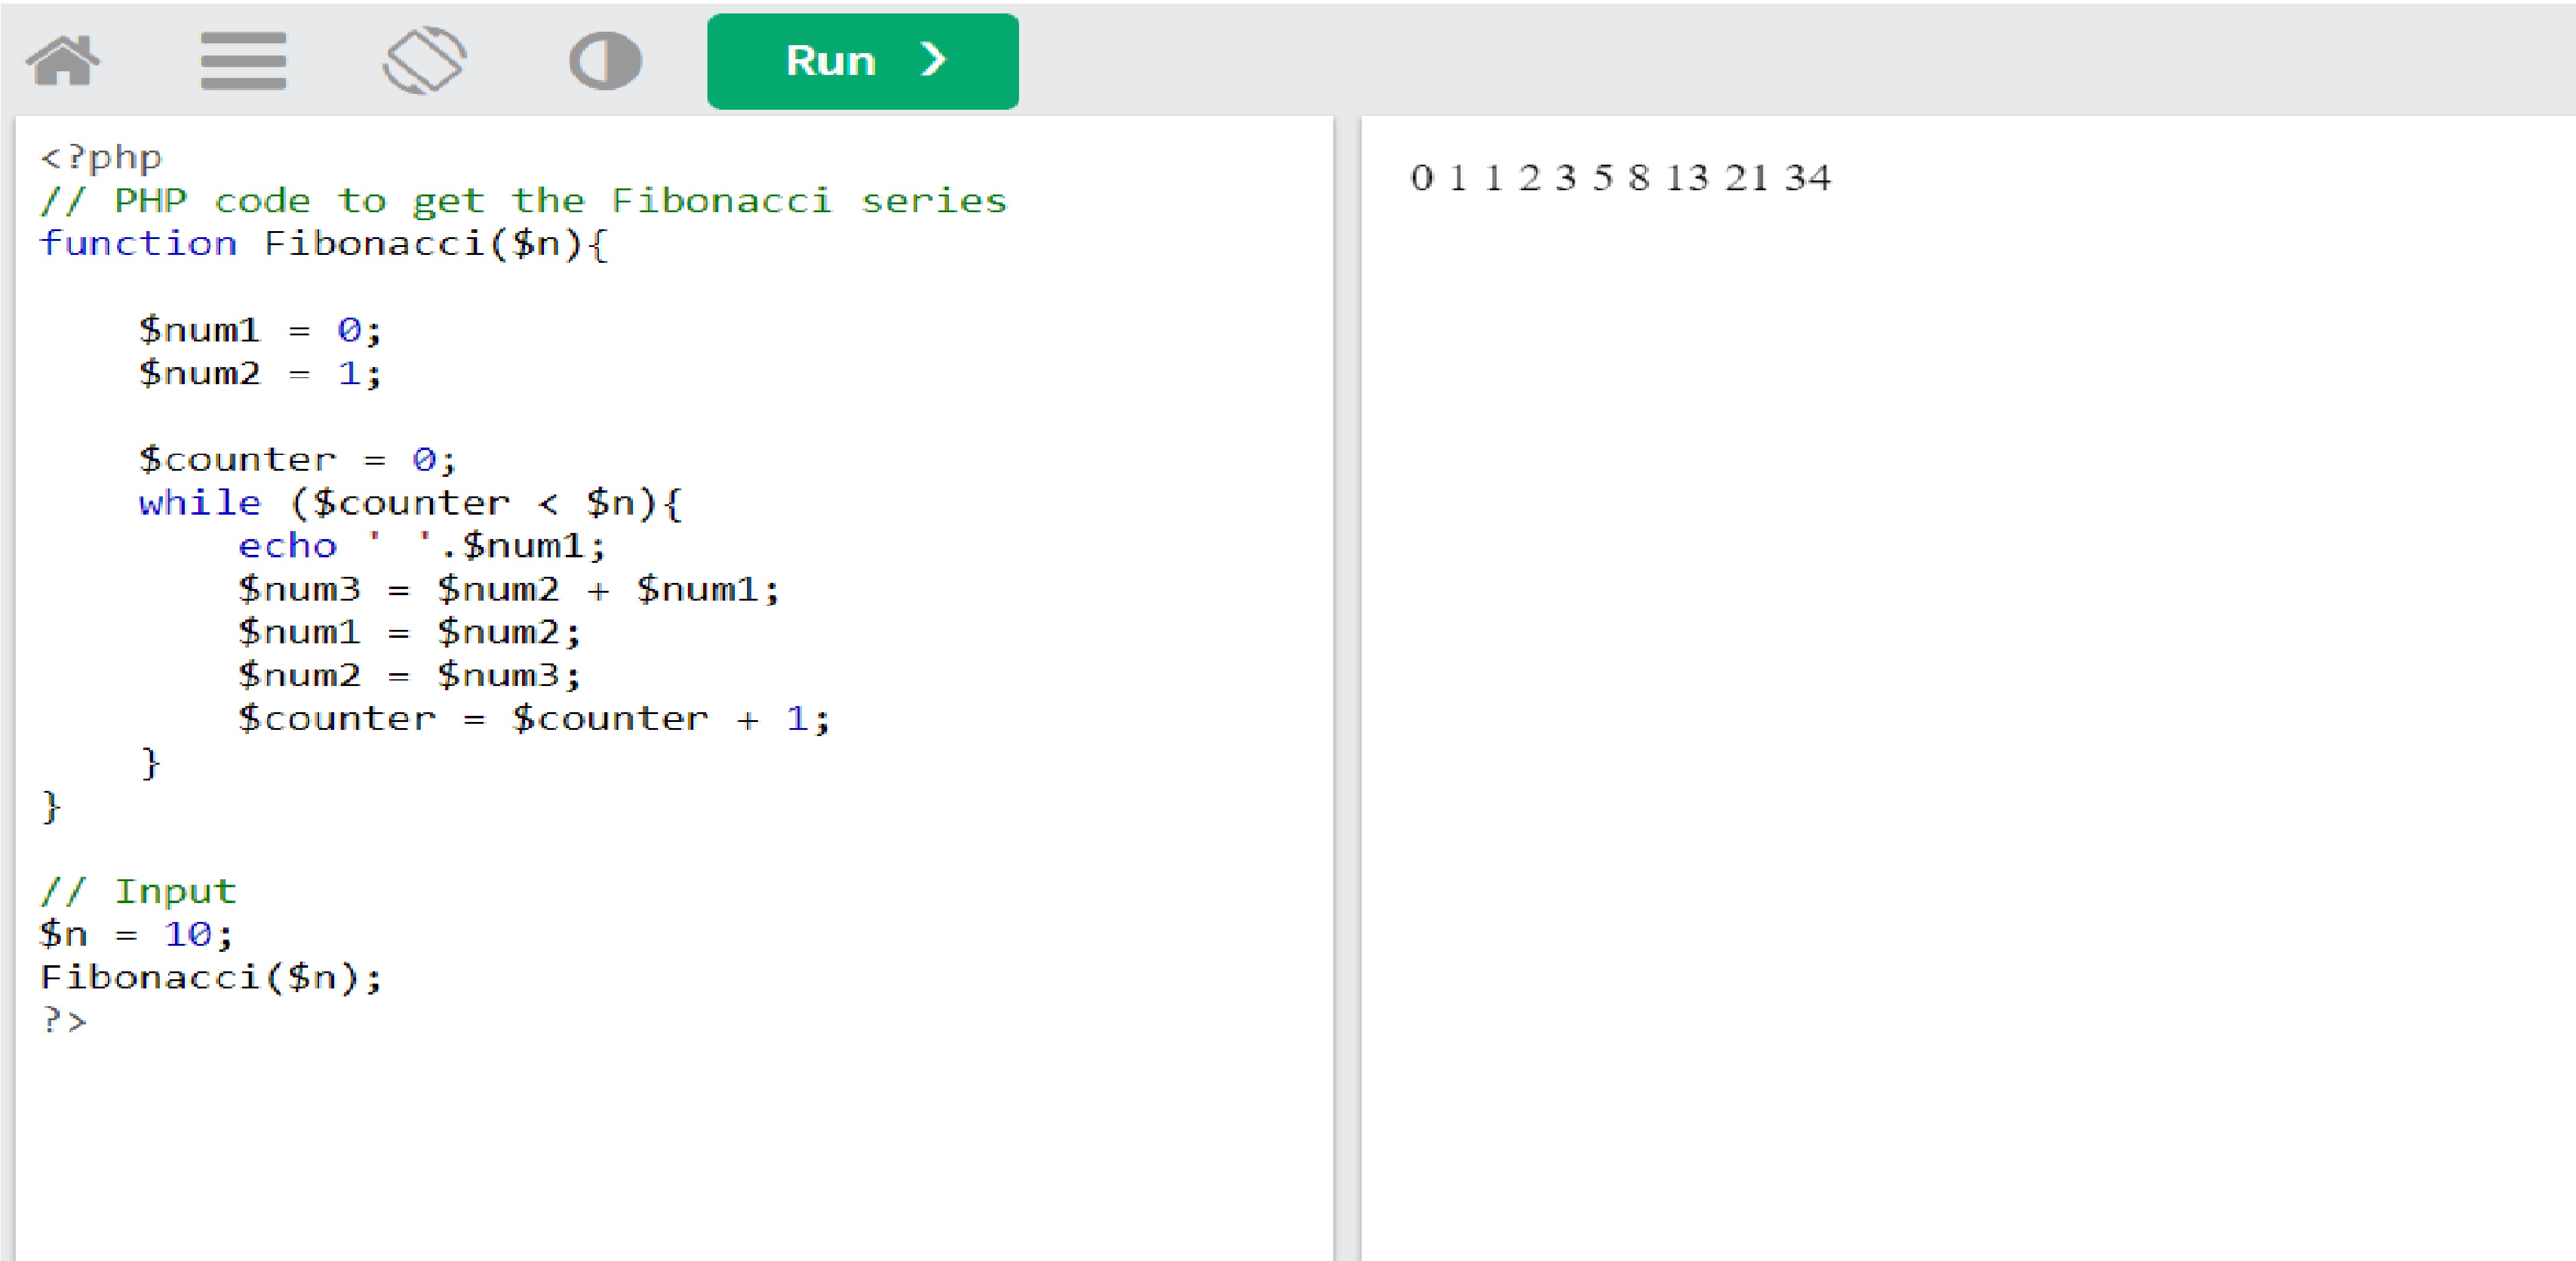 Run ❯
<?php
// PHP code to get the Fibonacci series
function Fibonacci($n){
    $num1 = 0;
    $num2 = 1;
    $counter = 0;
    while ($counter < $n){
        echo ' '.$num1;
        $num3 = $num2 + $num1;
        $num1 = $num2;
        $num2 = $num3;
        $counter = $counter + 1;
    }
}
// Input
$n = 10;
Fibonacci($n);
?>
0 1 1 2 3 5 8 13 21 34